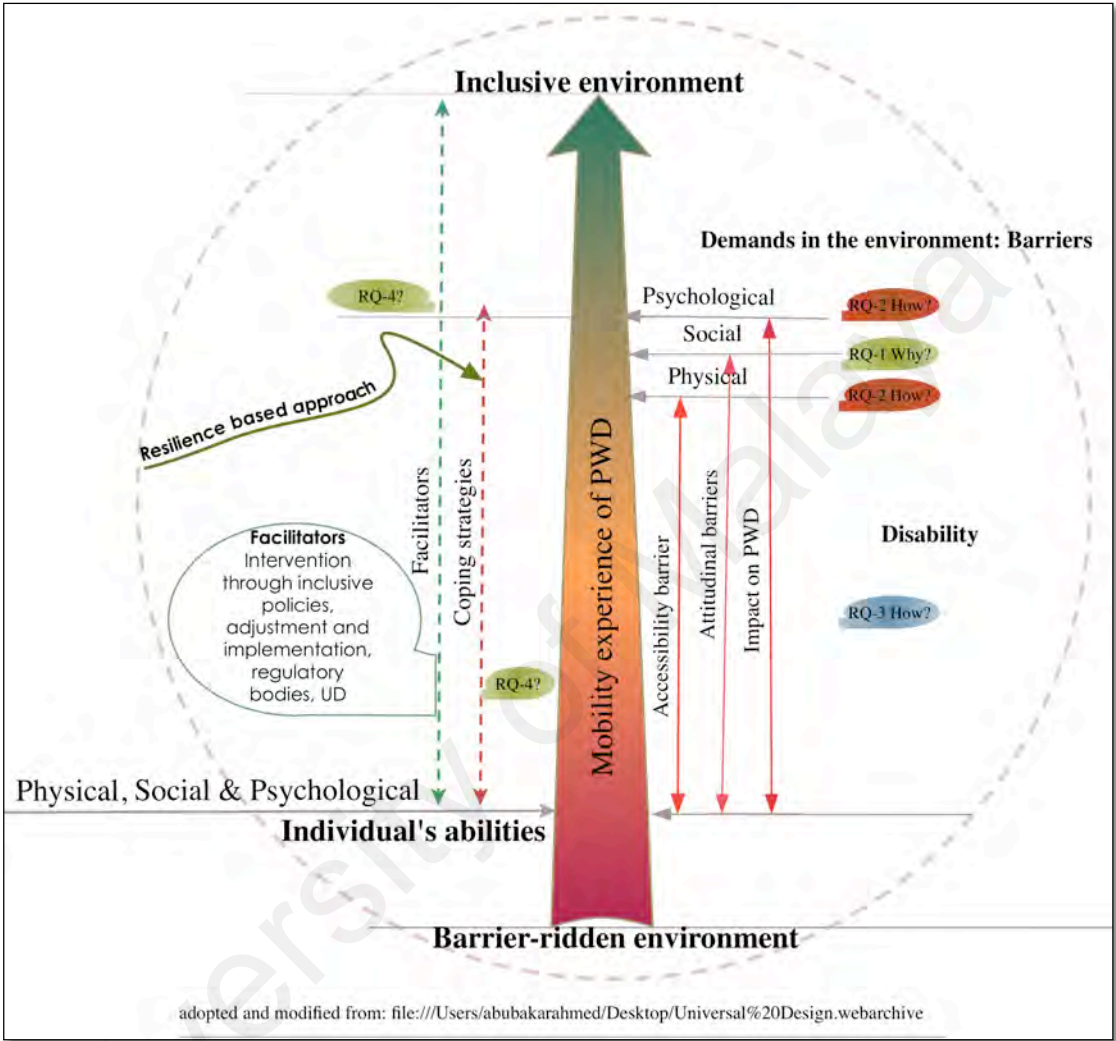 Inclusive environment
Demands in the environment: Barriers
RQ-4?
Psychological
RQ-2 How?
Social
RQ-1 Why?
Physical
RQ-2 How?
Resilience based approach
Facilitators
Coping strategies
Mobility experience of PWD
Accessibility barrier
Attitudinal barriers
Impact on PWD
Disability
RQ-3 How?
Facilitators
Intervention
through inclusive
policies,
adjustment and
implementation,
regulatory
bodies, UD
RQ-4?
Physical, Social & Psychological
Individual's abilities
Barrier-ridden environment
adopted and modified from: file:///Users/abubakarahmed/Desktop/Universal%20Design.webarchive
versity of Malaya